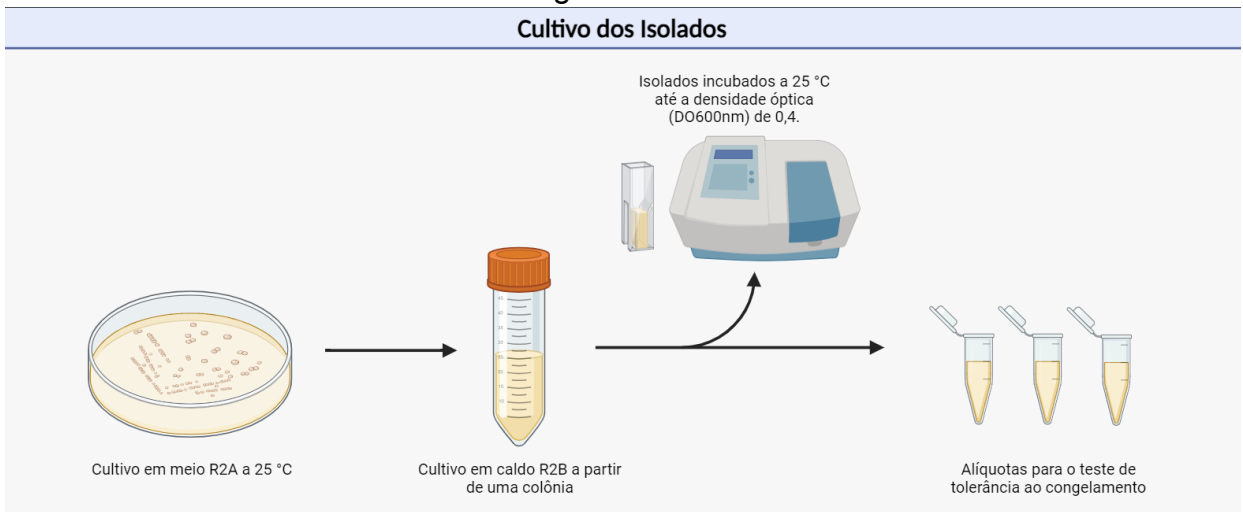 Cultivo dos Isolados
Isolados incubados a 25 °C
até a densidade óptica
(DO600nm) de 0,4.
Cultivo em meio R2A a 25 °C
Cultivo em caldo R2B a partir
de uma colônia
Alíquotas para o teste de
tolerância ao congelamento